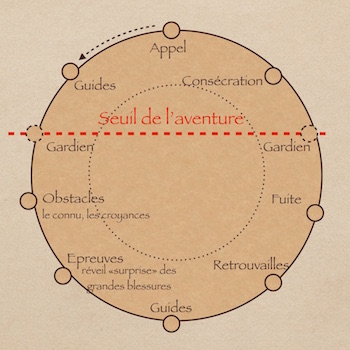 Appel
Guides
Consécration
Seuil de l'aventure
Gardien
Gardien
Obstacles
le connu, les croyances
Fuite
Epreuves
réveil «surprise» des
grandes blessures
Retrouvailles
Guides